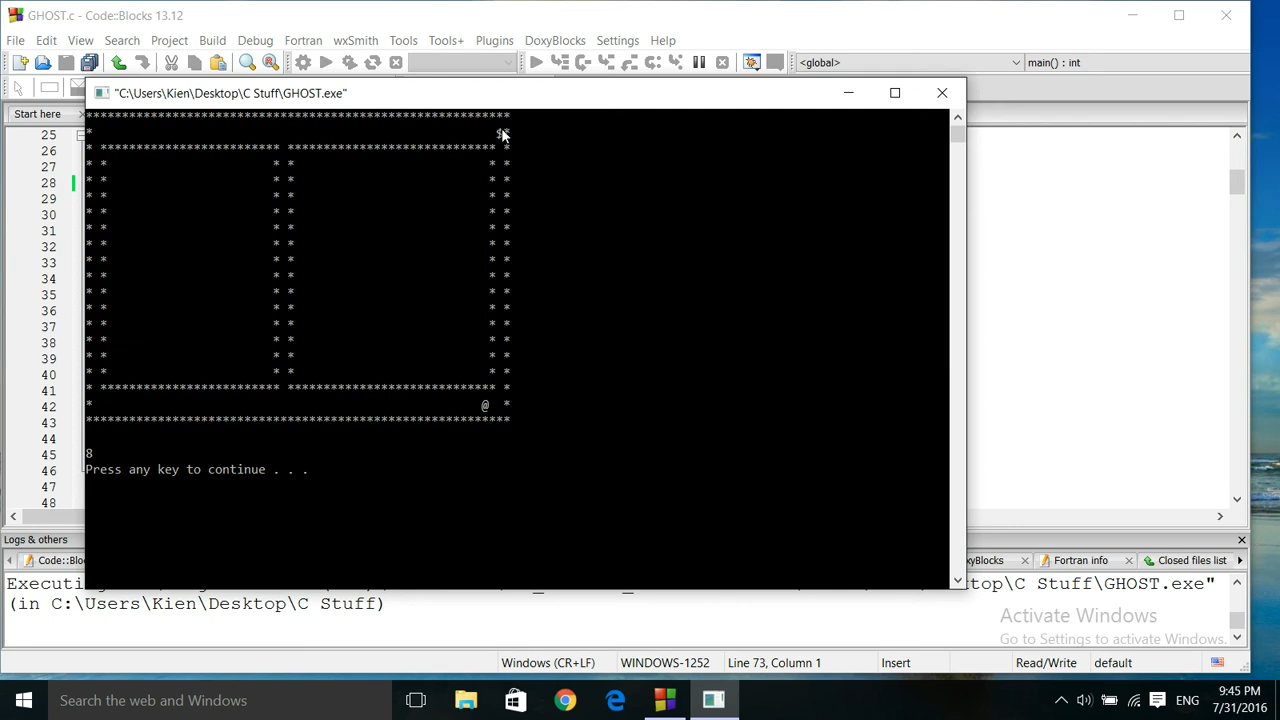 GHOST.c - Code::Blocks 13.12
File Edit View Search Project Build Debug Fortran wxSmith Tools Tools+ Plugins DoxyBlocks Settings Help
<global> main() : int
"C:\Users\Kien\Desktop\C Stuff\GHOST.exe"
Start here
***********************************************************
25
* $*
26 * ************************* ***************************** *
27 * * * * * *
28 * * * * * *
29 * * * * * *
30 * * * * * *
31 * * * * * *
32 * * * * * *
33 * * * * * *
34 * * * * * *
35 * * * * * *
36 * * * * * *
37 * * * * * *
38 * * * * * *
39 * * * * * *
40 * * * * * *
41 * ************************* ***************************** *
42 * @ *
43 ***********************************************************
44
45 8
46 Press any key to continue . . .
47
48
Logs & others
Code::Blo oxyBlocks Fortran info Closed files list
Executi top\C Stuff\GHOST.exe"
(in C:\Users\Kien\Desktop\C Stuff)
Activate Windows
Go to Settings to activate Windows.
Windows (CR+LF) WINDOWS-1252 Line 73, Column 1 Insert Read/Write default
Search the web and Windows
ENG
9:45 PM
7/31/2016